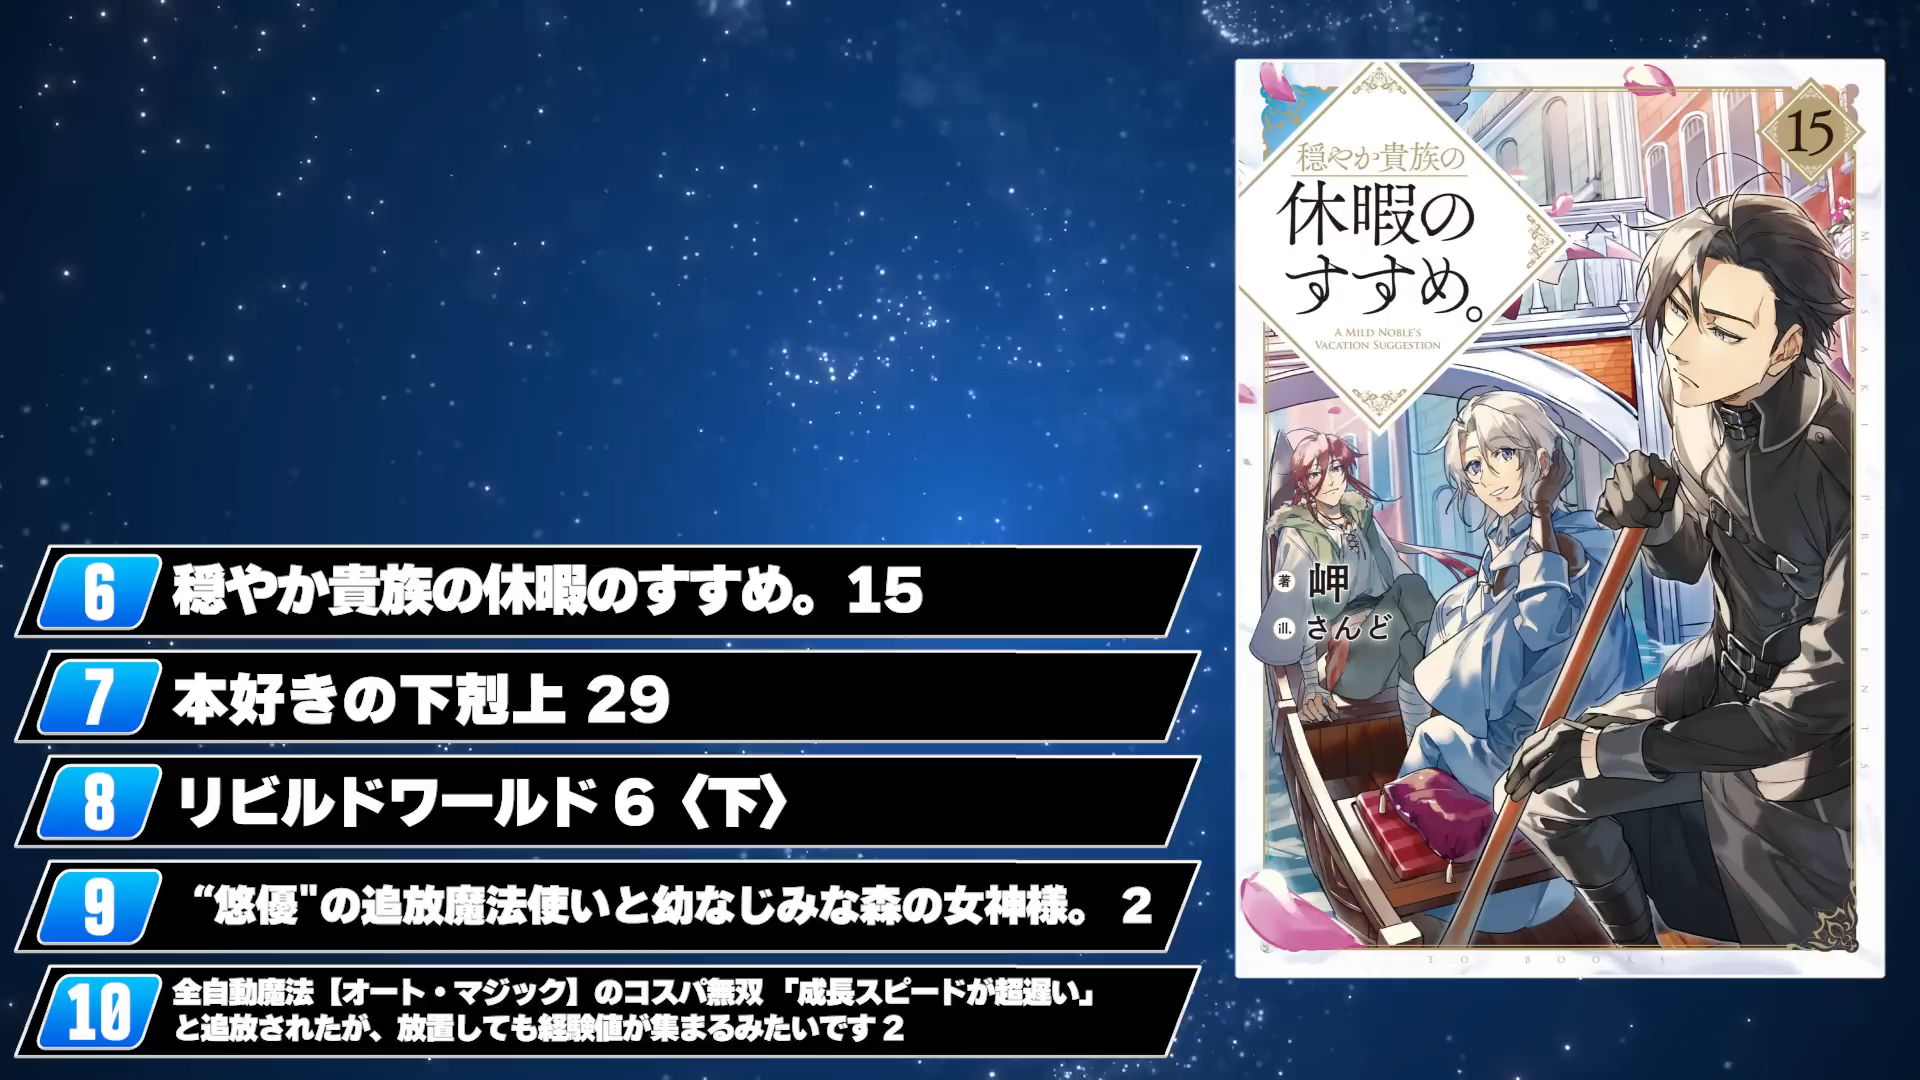 6 穏やか貴族の休暇のすすめ。15
7 本好きの下剋上 29
8 リビルドワールド 6〈下〉
9 “悠優"の追放魔法使いと幼なじみな森の女神様。 2
10 全自動魔法【オート・マジック】のコスパ無双 「成長スピードが超遅い」
と追放されたが、放置しても経験値が集まるみたいです 2
15
穏やか貴族の
休暇の
すすめ。
A MILD NOBLE'S
VACATION SUGGESTION
著 岬
ill. さんど
MISAKI PRESENTS
TO BOOKS